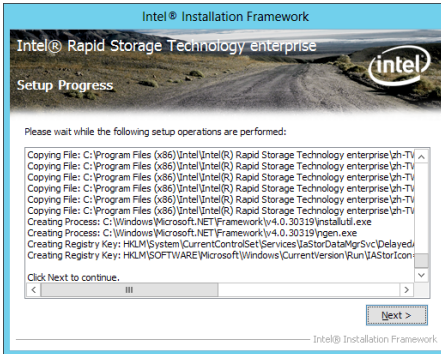 Intel® Installation Framework
Intel® Rapid Storage Technology enterprise
intel
Setup Progress
Please wait while the following setup operations are performed:
Copying File: C:\Program Files (x86)\Intel\Intel(R) Rapid Storage Technology enterprise\zh-TW
Copying File: C:\Program Files (x86)\Intel\Intel(R) Rapid Storage Technology enterprise\zh-TW
Copying File: C:\Program Files (x86)\Intel\Intel(R) Rapid Storage Technology enterprise\zh-TW
Copying File: C:\Program Files (x86)\Intel\Intel(R) Rapid Storage Technology enterprise\zh-TW
Copying File: C:\Program Files (x86)\Intel\Intel(R) Rapid Storage Technology enterprise\zh-TW
Copying File: C:\Program Files (x86)\Intel\Intel(R) Rapid Storage Technology enterprise\zh-TW
Creating Process: C:\Windows\Microsoft.NET\Framework\v4.0.30319\installutil.exe
Creating Process: C:\Windows\Microsoft.NET\Framework\v4.0.30319\ngen.exe
Creating Registry Key: HKLM\System\CurrentControlSet\Services\IaStorDataMgrSvc\DelayedA
Creating Registry Key: HKLM\SOFTWARE\Microsoft\Windows\CurrentVersion\Run\IAStorIcon=
Click Next to continue.
Next >
Intel® Installation Framework